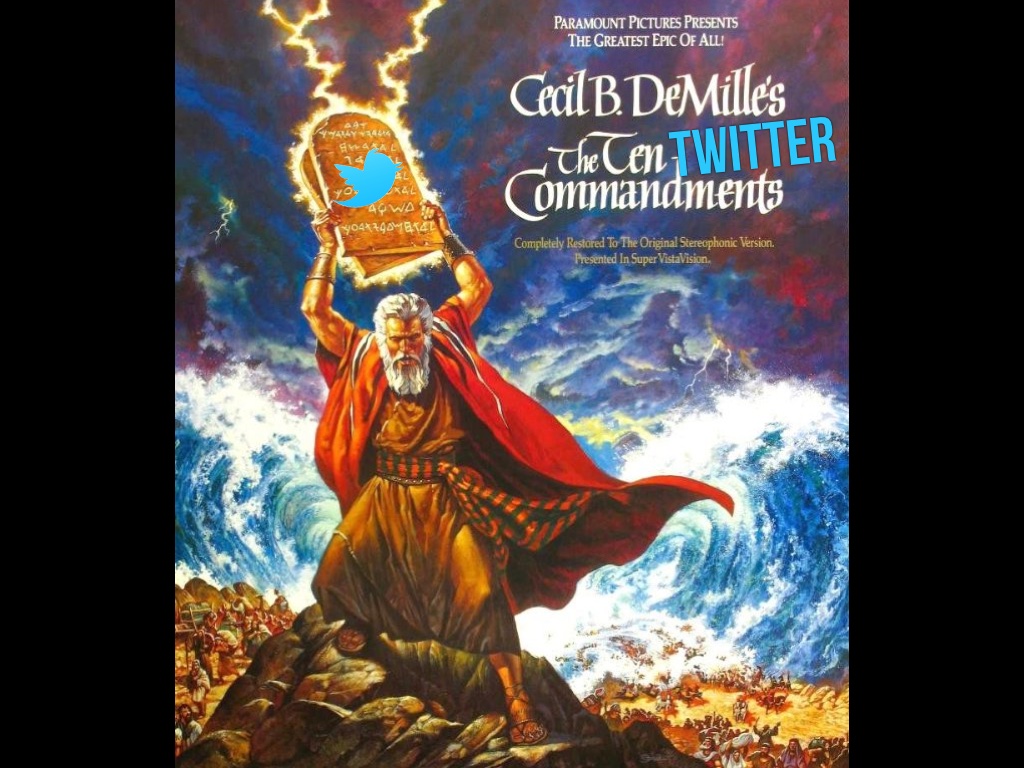 PARAMOUNT PICTURES PRESENTS
THE GREATEST EPIC OF ALL!
Cecil B. DeMille's
The Ten TWITTER
Commandments
Completely Restored To The Original Stereophonic Version.
Presented In Super VistaVision.